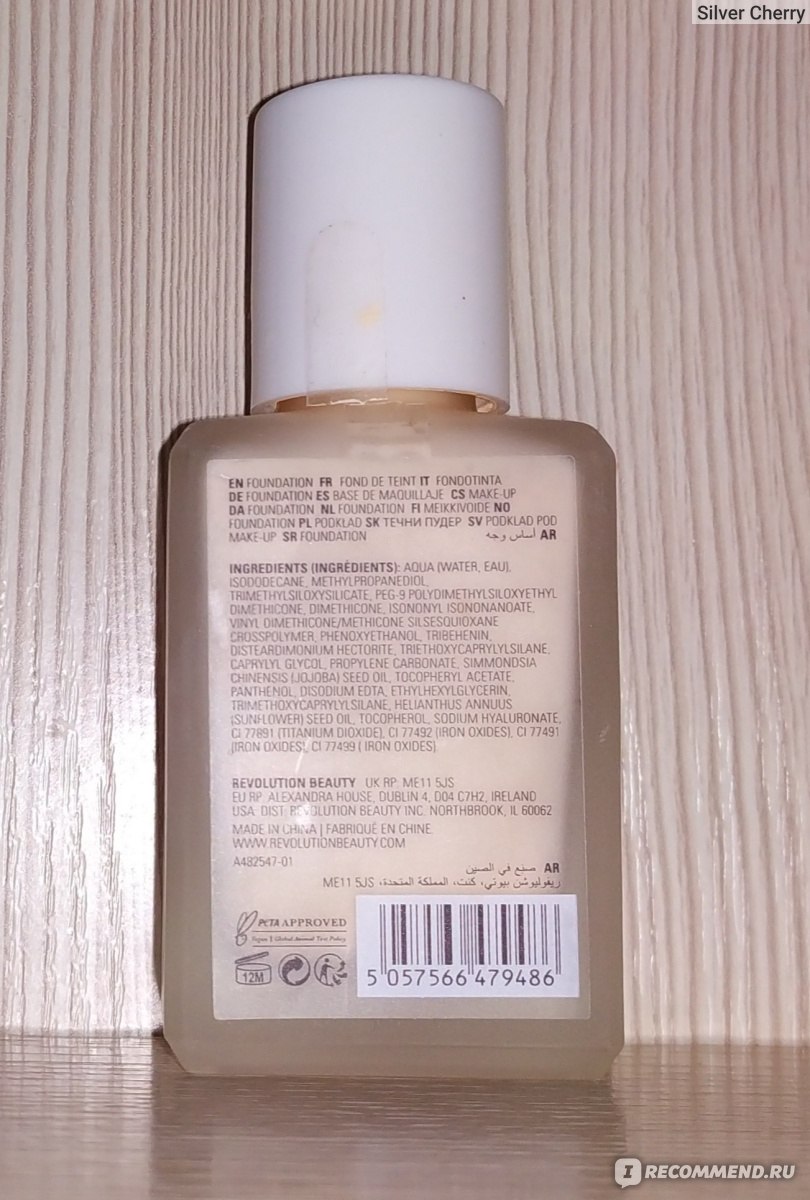 Silver Cherry
EN FOUNDATION FR FOND DE TEINT IT FONDOTINTA
DE FOUNDATION ES BASE DE MAQUILLAJE CS MAKE-UP
DA FOUNDATION NL FOUNDATION FI MEIKKIVOIDE NO
FOUNDATION PL PODKŁAD SK ТЕЧНИ ПУДЕР SV PODKLAD POD
MAKE-UP SR FOUNDATION أساس وجه AR
INGREDIENTS (INGRÉDIENTS): AQUA (WATER, EAU),
ISODODECANE, METHYLPROPANEDIOL,
TRIMETHYLSILOXYSILICATE, PEG-9 POLYDIMETHYLSILOXYETHYL
DIMETHICONE, DIMETHICONE, ISONONYL ISONONANOATE,
VINYL DIMETHICONE/METHICONE SILSESQUIOXANE
CROSSPOLYMER, PHENOXYETHANOL, TRIBEHENIN,
DISTEARDIMONIUM HECTORITE, TRIETHOXYCAPRYLYLSILANE,
CAPRYLYL GLYCOL, PROPYLENE CARBONATE, SIMMONDSIA
CHINENSIS (JOJOBA) SEED OIL, TOCOPHERYL ACETATE,
PANTHENOL, DISODIUM EDTA, ETHYLHEXYLGLYCERIN,
TRIMETHOXYCAPRYLYLSILANE, HELIANTHUS ANNUUS
(SUNFLOWER) SEED OIL, TOCOPHEROL, SODIUM HYALURONATE,
CI 77891 (TITANIUM DIOXIDE), CI 77492 (IRON OXIDES), CI 77491
(IRON OXIDES), CI 77499 ( IRON OXIDES)
REVOLUTION BEAUTY UK RP: ME11 5JS
EU RP, ALEXANDRA HOUSE, DUBLIN 4, D04 C7H2, IRELAND
USA. DIST. REVOLUTION BEAUTY INC. NORTHBROOK, IL 60062
MADE IN CHINA | FABRIQUÉ EN CHINE.
WWW.REVOLUTIONBEAUTY.COM
A482547-01
صنع في الصين AR
ريفوليوشن بيوتي، كنت، المملكة المتحدة، ME11 5JS
PETA APPROVED
Vegan | Global Animal Test Policy
12M
5 057566 479486
I RECOMMEND.RU